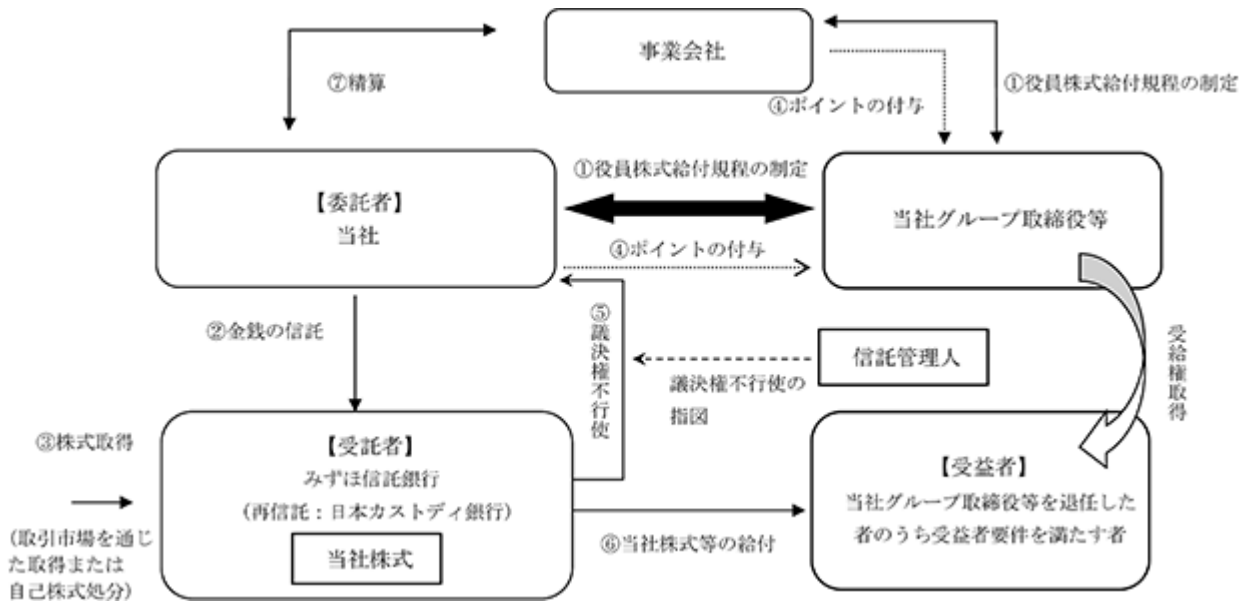 事業会社
⑦精算
①役員株式給付規程の制定
④ポイントの付与
①役員株式給付規程の制定
【委託者】
当社
当社グループ取締役等
④ポイントの付与
②金銭の信託
⑤議決権不行使
信託管理人
議決権不行使の
指図
受給権取得
③株式取得
(取引市場を通じ
た取得または
自己株式処分)
【受託者】
みずほ信託銀行
(再信託：日本カストディ銀行)
当社株式
⑥当社株式等の給付
【受益者】
当社グループ取締役等を退任した
者のうち受益者要件を満たす者